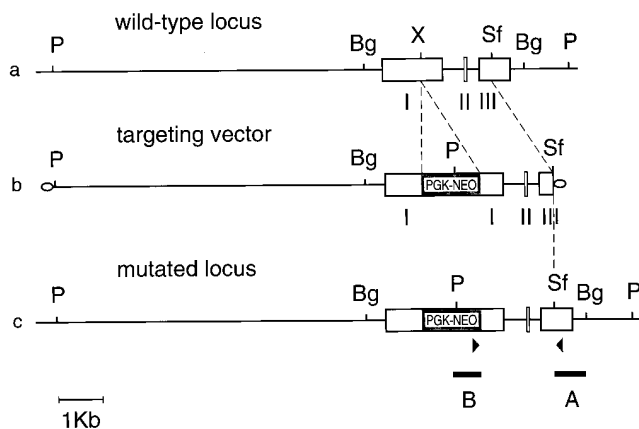 wild-type locus
P Bg X Sf Bg P
a
I II III
targeting vector
P Bg P Sf
b
PGK-NEO
I I II III
mutated locus
P Bg P Sf Bg P
c
PGK-NEO
B A
1Kb